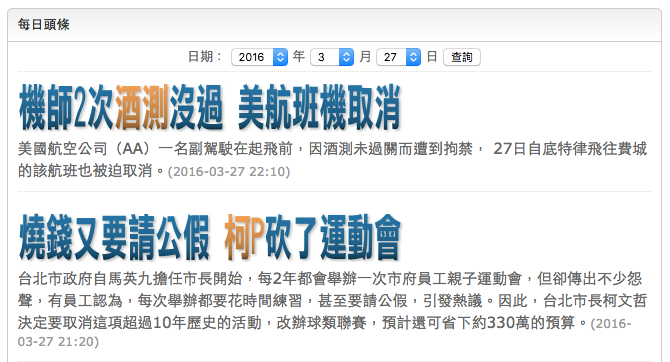 每日頭條
日期： 2016 年 3 月 27 日 查詢
機師2次酒測沒過 美航班機取消
美國航空公司（AA）一名副駕駛在起飛前，因酒測未過關而遭到拘禁， 27日自底特律飛往費城
的該航班也被迫取消。(2016-03-27 22:10)
燒錢又要請公假 柯P砍了運動會
台北市政府自馬英九擔任市長開始，每2年都會舉辦一次市府員工親子運動會，但卻傳出不少怨
聲，有員工認為，每次舉辦都要花時間練習，甚至要請公假，引發熱議。因此，台北市長柯文哲
決定要取消這項超過10年歷史的活動，改辦球類聯賽，預計還可省下約330萬的預算。(2016-
03-27 21:20)